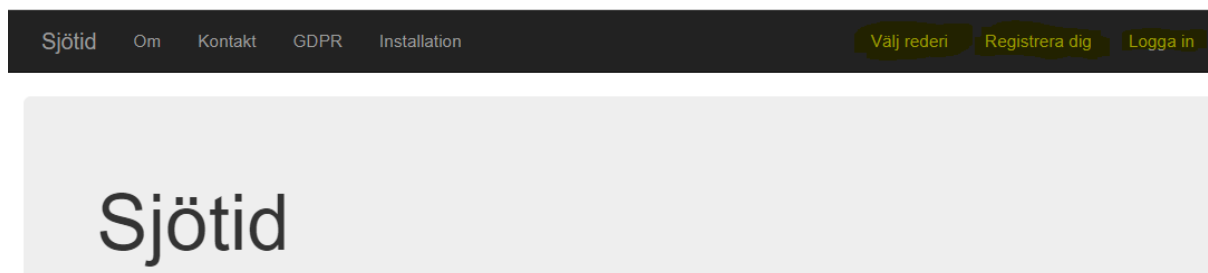 Sjötid Om Kontakt GDPR Installation Välj rederi Registrera dig Logga in
Sjötid